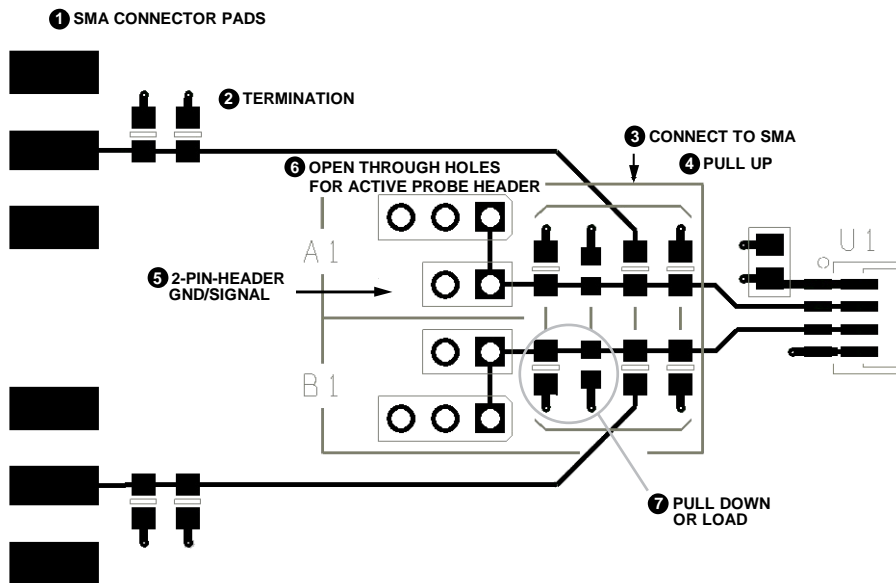 1 SMA CONNECTOR PADS
2 TERMINATION
3 CONNECT TO SMA
4 PULL UP
6 OPEN THROUGH HOLES
FOR ACTIVE PROBE HEADER
A1
U1
5 2-PIN-HEADER
GND/SIGNAL
B1
7 PULL DOWN
OR LOAD